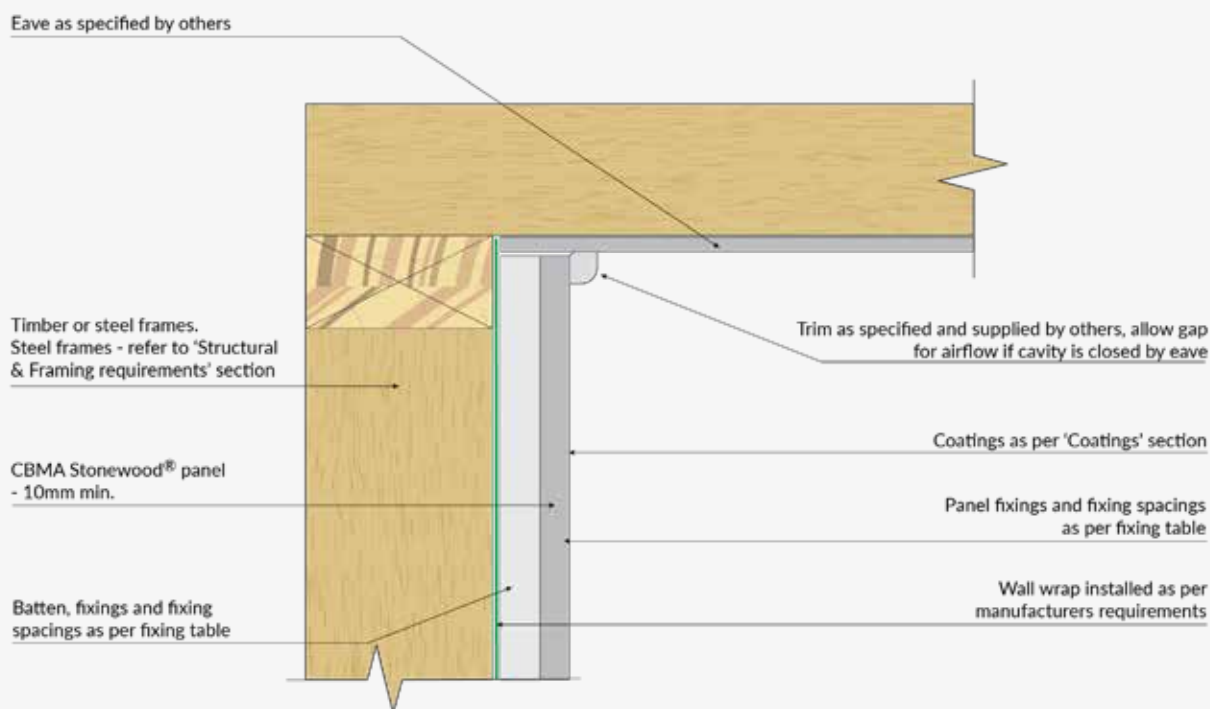 Eave as specified by others
Timber or steel frames.
Steel frames - refer to 'Structural
& Framing requirements' section
CBMA Stonewood® panel
- 10mm min.
Batten, fixings and fixing
spacings as per fixing table
Trim as specified and supplied by others, allow gap
for airflow if cavity is closed by eave
Coatings as per 'Coatings' section
Panel fixings and fixing spacings
as per fixing table
Wall wrap installed as per
manufacturers requirements